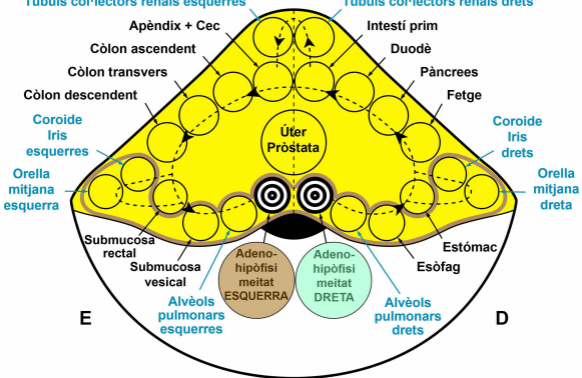 Túbuls col·lectors renals esquerres
Túbuls col·lectors renals drets
Apèndix + Cec
Intestí prim
Còlon ascendent
Duodè
Còlon transvers
Pàncrees
Còlon descendent
Fetge
Coroide
Iris
esquerres
Coroide
Iris
drets
Úter
Pròstata
Orella
mitjana
esquerra
Orella
mitjana
dreta
Submucosa
rectal
Submucosa
vesical
Alvèols
pulmonars
esquerres
Adeno-
hipòfisi
meitat
ESQUERRA
Adeno-
hipòfisi
meitat
DRETA
Alvèols
pulmonars
drets
Esòfag
Estómac
E
D